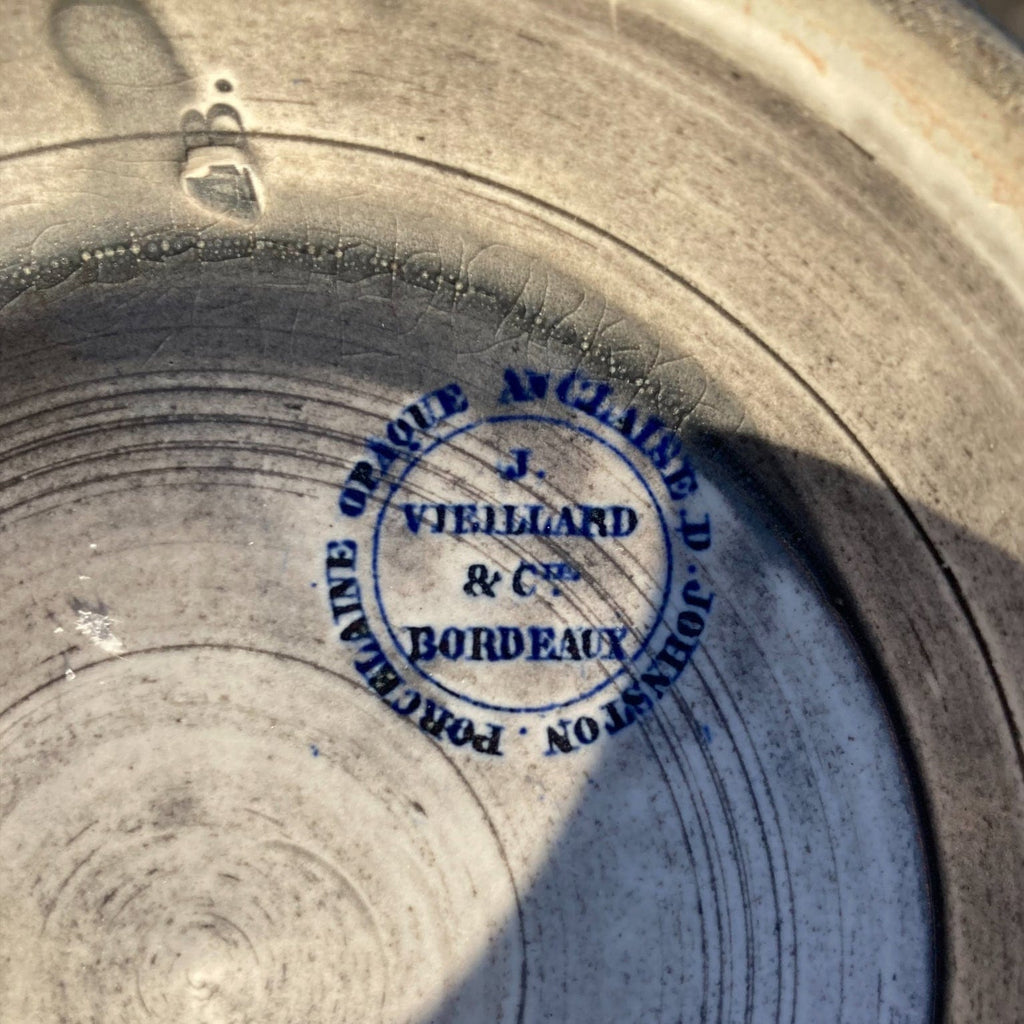 PORCELAINE OPAQUE ANGLAISE. D. JOHNSTON .
J.
VIEILLARD
& Cie
BORDEAUX